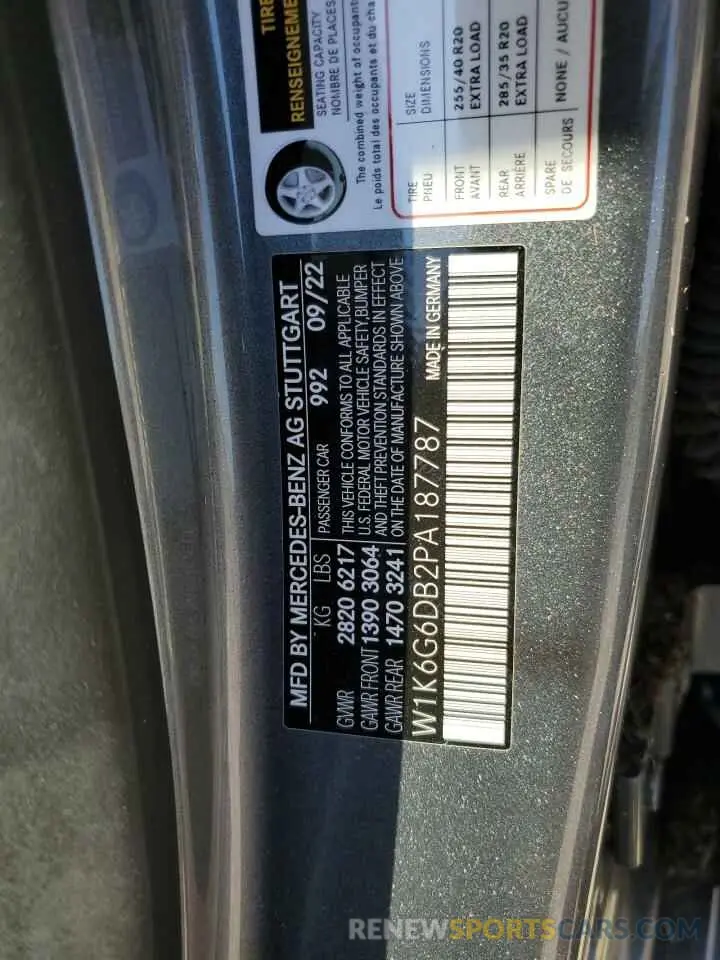 TIRE
RENSEIGNEME
SEATING CAPACITY
NOMBRE DE PLACES
The combined weight of occupant
Le poids total des occupants et du cha
TIRE SIZE
PNEU DIMENSIONS
FRONT 255/40 R20
AVANT EXTRA LOAD
REAR 285/35 R20
ARRIÈRE EXTRA LOAD
SPARE NONE / AUCU
DE SECOURS
MFD BY MERCEDES-BENZ AG STUTTGART
KG LBS PASSENGER CAR 992 09/22
GVWR 2820 6217 THIS VEHICLE CONFORMS TO ALL APPLICABLE
GAWR FRONT 1390 3064 U.S. FEDERAL MOTOR VEHICLE SAFETY,BUMPER
AND THEFT PREVENTION STANDARDS IN EFFECT
GAWR REAR 1470 3241 ON THE DATE OF MANUFACTURE SHOWN ABOVE
W1K6G6DB2PA187787 MADE IN GERMANY
RENEWSPORTSCARS.COM